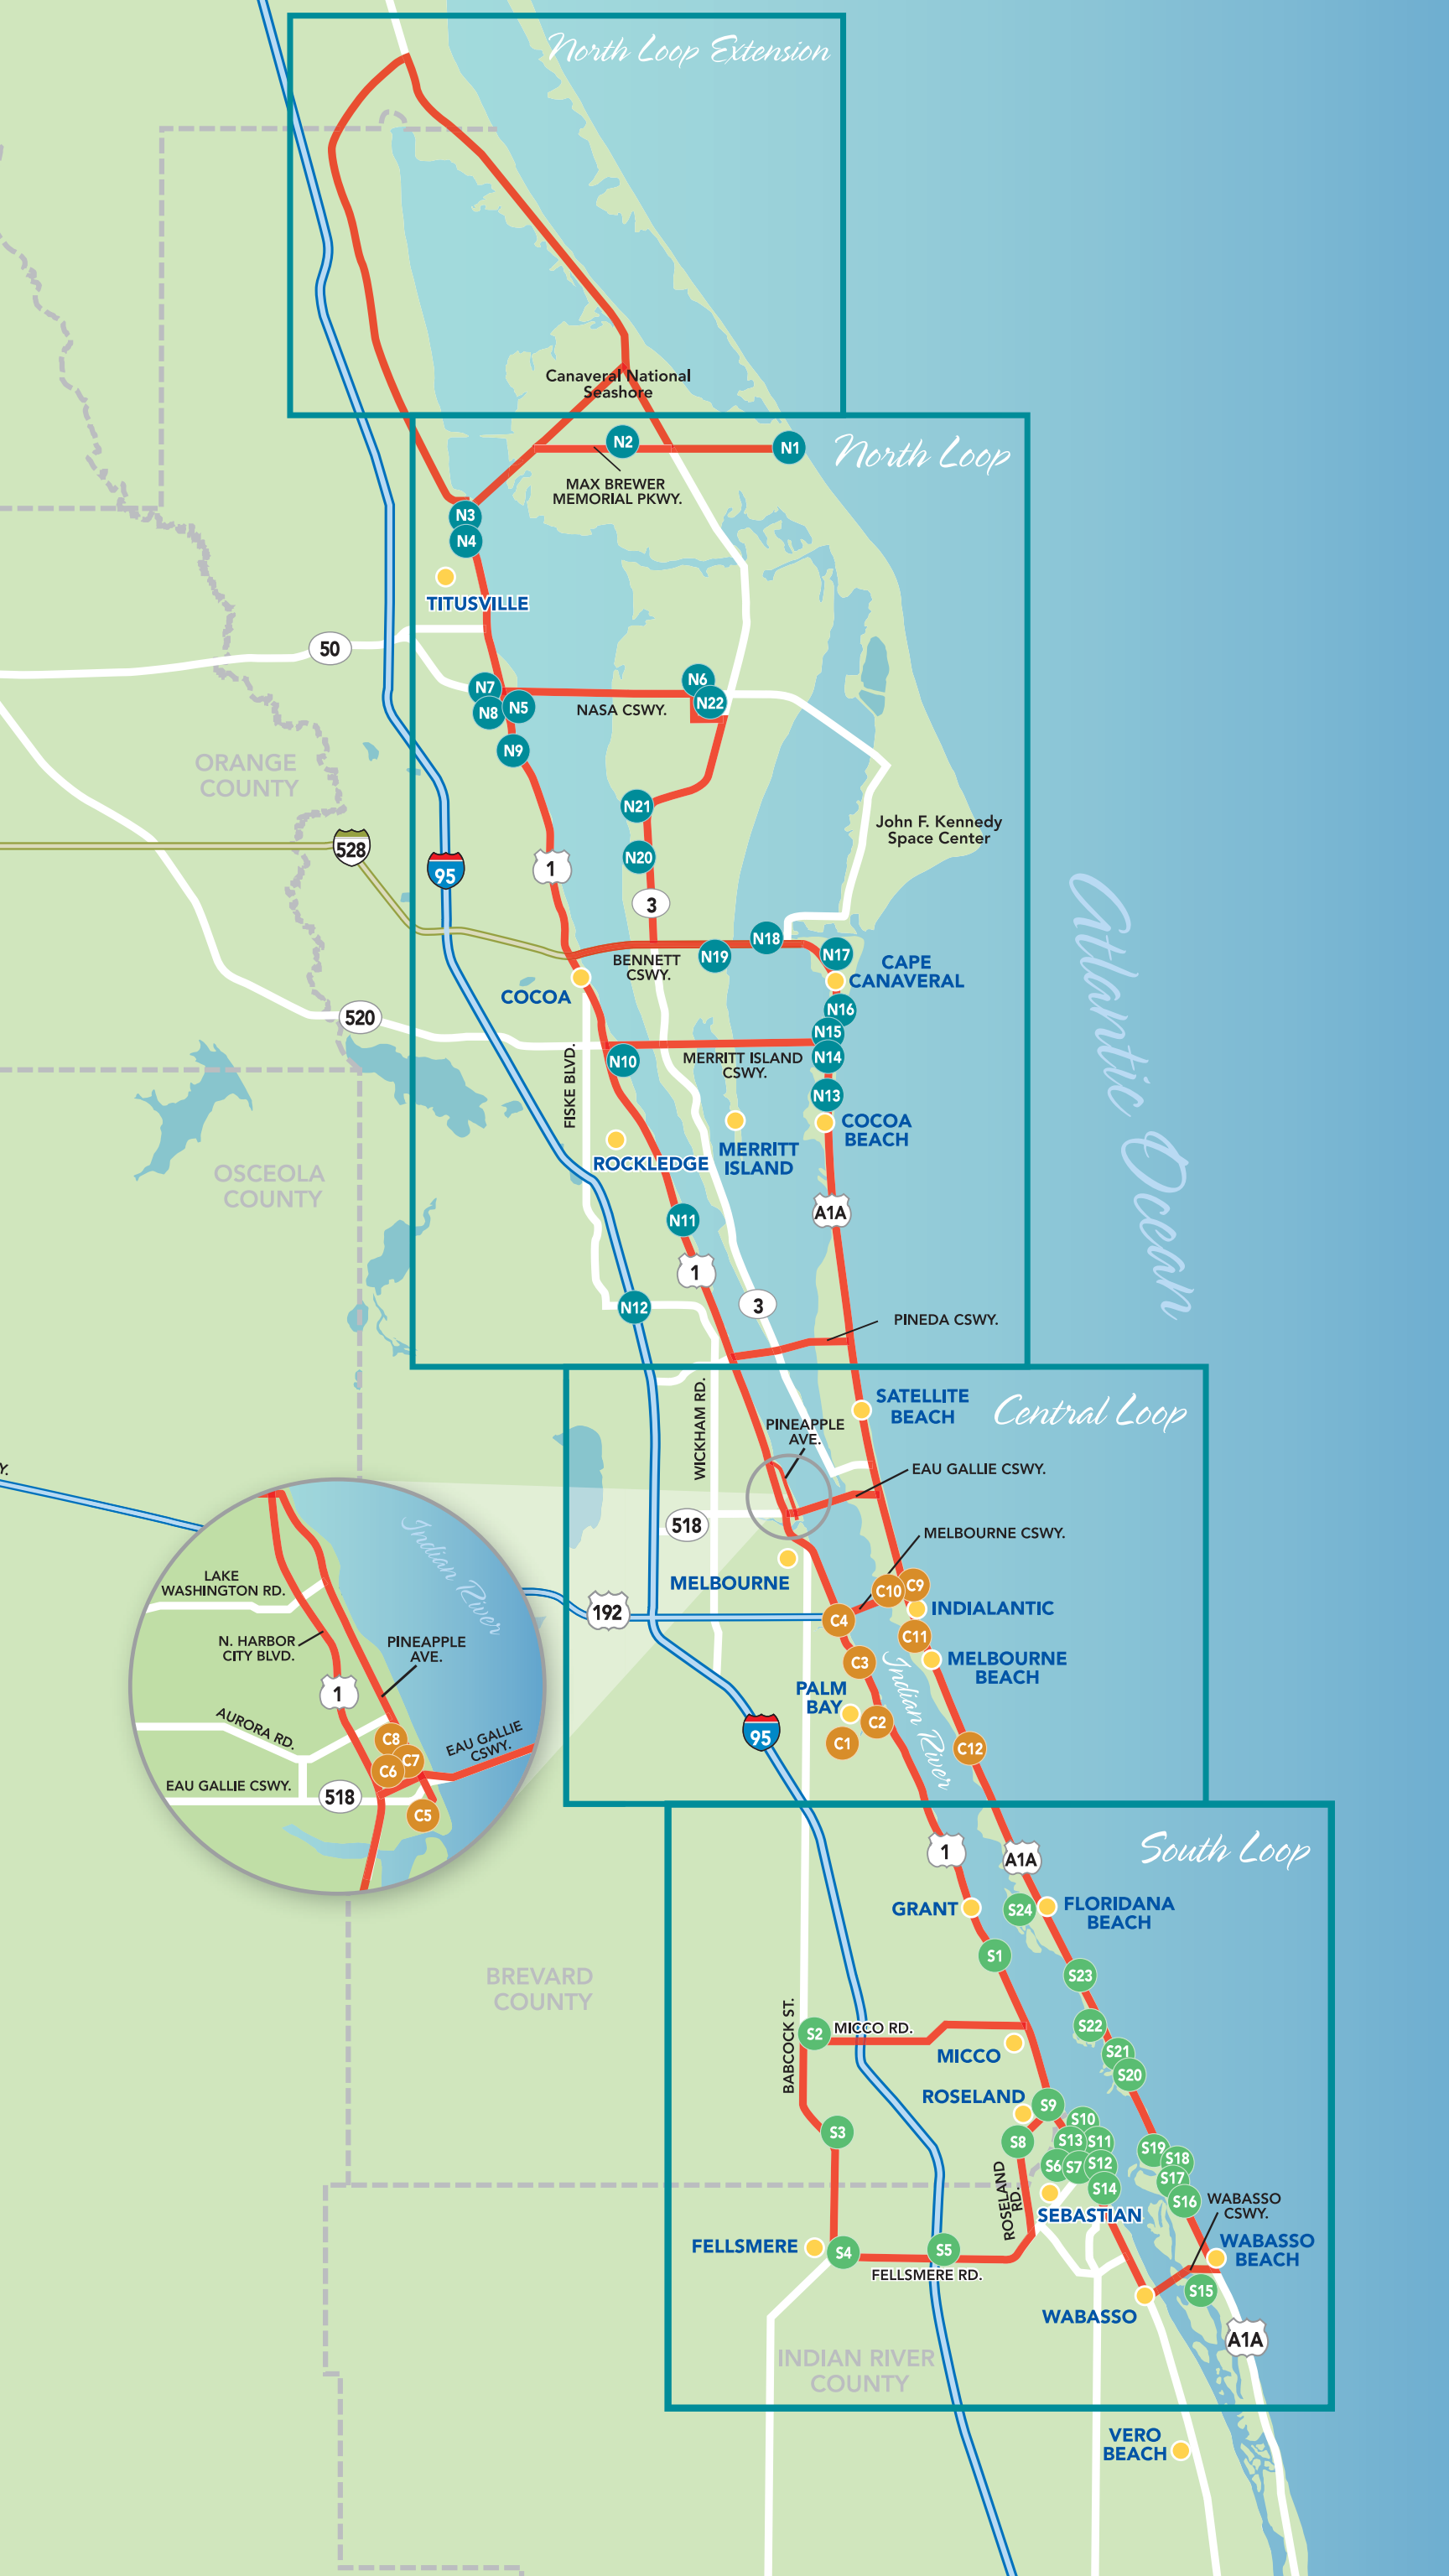 North Loop Extension
Canaveral National
Seashore
North Loop
N2
N1
MAX BREWER
MEMORIAL PKWY.
N3
N4
TITUSVILLE
50
N7
N6
N8
N5
N22
NASA CSWY.
N9
ORANGE
COUNTY
N21
John F. Kennedy
Space Center
528
95
1
N20
3
Atlantic Ocean
N18
N19
N17
BENNETT
CSWY.
CAPE
CANAVERAL
COCOA
N16
520
N15
N10
MERRITT ISLAND
CSWY.
N14
FISKE BLVD.
N13
COCOA
BEACH
MERRITT
ISLAND
ROCKLEDGE
OSCEOLA
COUNTY
A1A
N11
1
3
N12
PINEDA CSWY.
SATELLITE
BEACH
Central Loop
WICKHAM RD.
PINEAPPLE
AVE.
EAU GALLIE CSWY.
Y.
518
MELBOURNE CSWY.
MELBOURNE
C10
C9
192
C4
INDIALANTIC
C11
C3
MELBOURNE
BEACH
Indian River
PALM
BAY
C2
C1
C12
95
Indian River
LAKE
WASHINGTON RD.
N. HARBOR
CITY BLVD.
PINEAPPLE
AVE.
1
AURORA RD.
C8
C7
C6
EAU GALLIE
CSWY.
EAU GALLIE CSWY.
518
C5
South Loop
1
A1A
GRANT
S24
FLORIDANA
BEACH
S1
S23
BREVARD
COUNTY
BABCOCK ST.
S2
MICCO RD.
S22
MICCO
S21
S20
ROSELAND
S9
S10
S3
S8
S13
S11
S19
S18
S6
S7
S12
S17
S14
S16
ROSELAND
RD.
SEBASTIAN
WABASSO
CSWY.
FELLSMERE
S4
S5
WABASSO
BEACH
FELLSMERE RD.
S15
WABASSO
A1A
INDIAN RIVER
COUNTY
VERO
BEACH